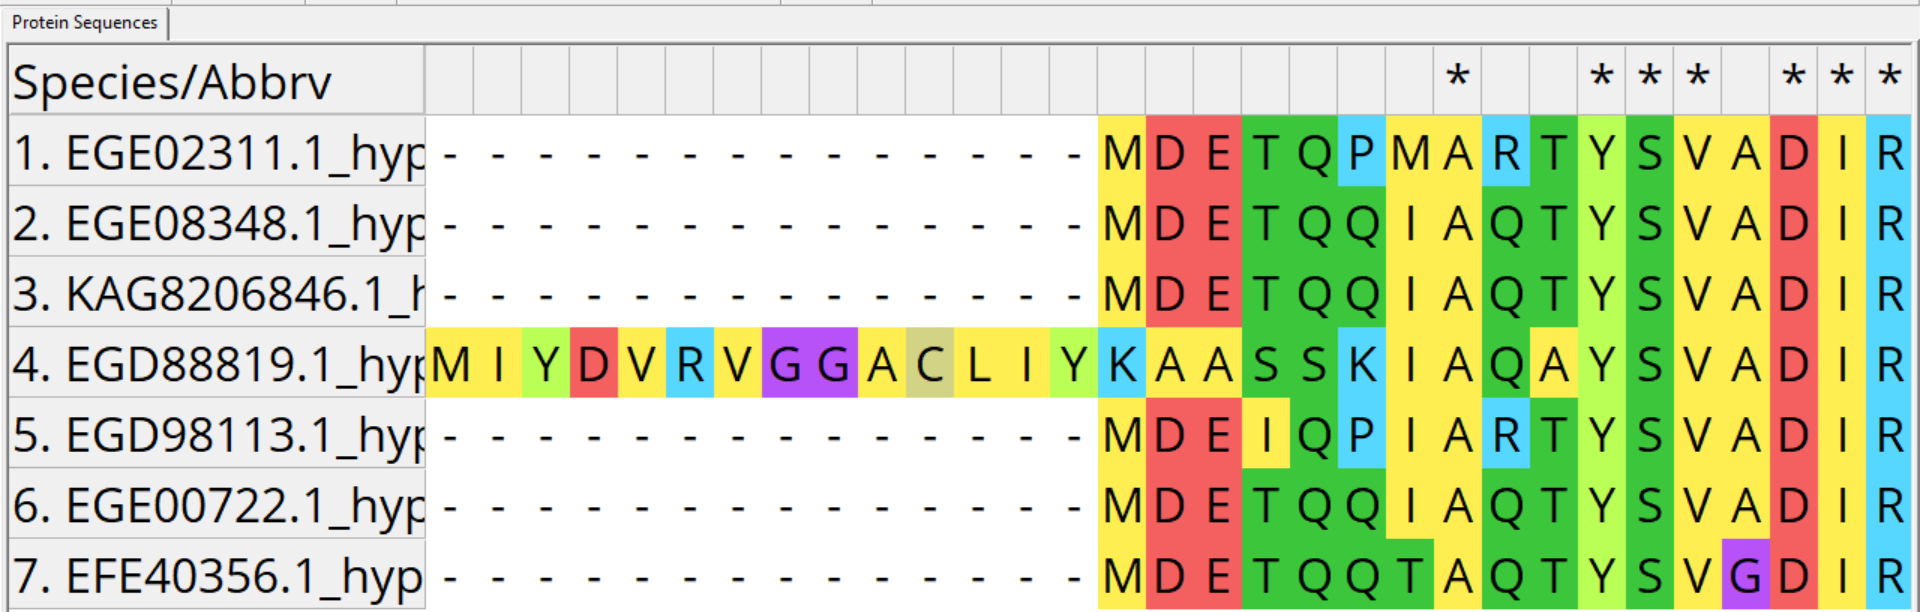 Protein Sequences
Species/Abbrv * * * * * * *
1. EGE02311.1_hyp - - - - - - - - - - - - - - M D E T Q P M A R T Y S V A D I R
2. EGE08348.1_hyp - - - - - - - - - - - - - - M D E T Q Q I A Q T Y S V A D I R
3. KAG8206846.1_h - - - - - - - - - - - - - - M D E T Q Q I A Q T Y S V A D I R
4. EGD88819.1_hyp M I Y D V R V G G A C L I Y K A A S S K I A Q A Y S V A D I R
5. EGD98113.1_hyp - - - - - - - - - - - - - - M D E I Q P I A R T Y S V A D I R
6. EGE00722.1_hyp - - - - - - - - - - - - - - M D E T Q Q I A Q T Y S V A D I R
7. EFE40356.1_hyp - - - - - - - - - - - - - - M D E T Q Q T A Q T Y S V G D I R